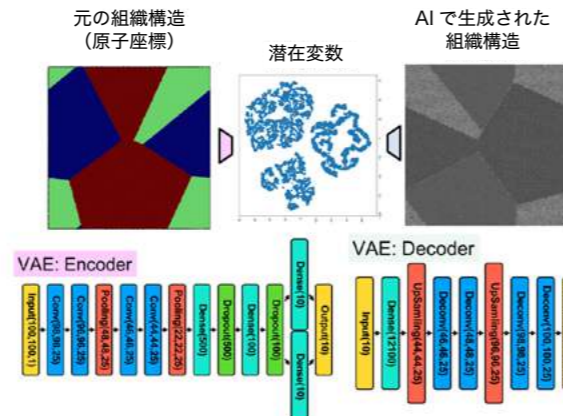 元の組織構造
（原子座標）
潜在変数
AI で生成された
組織構造
VAE: Encoder
Input(100,100,1)
Conv(98,98,25)
Conv(96,96,25)
Pooling(48,48,25)
Conv(46,46,25)
Conv(44,44,25)
Pooling(22,22,25)
Dense(500)
Dropout(500)
Dense(100)
Dropout(100)
Dense(10)
Dense(10)
Output(10)
VAE: Decoder
Input(10)
Dense(12100)
UpSamling(44,44,25)
Deconv(46,46,25)
Deconv(48,48,25)
UpSamling(96,96,25)
Deconv(98,98,25)
Deconv(100,100,25)